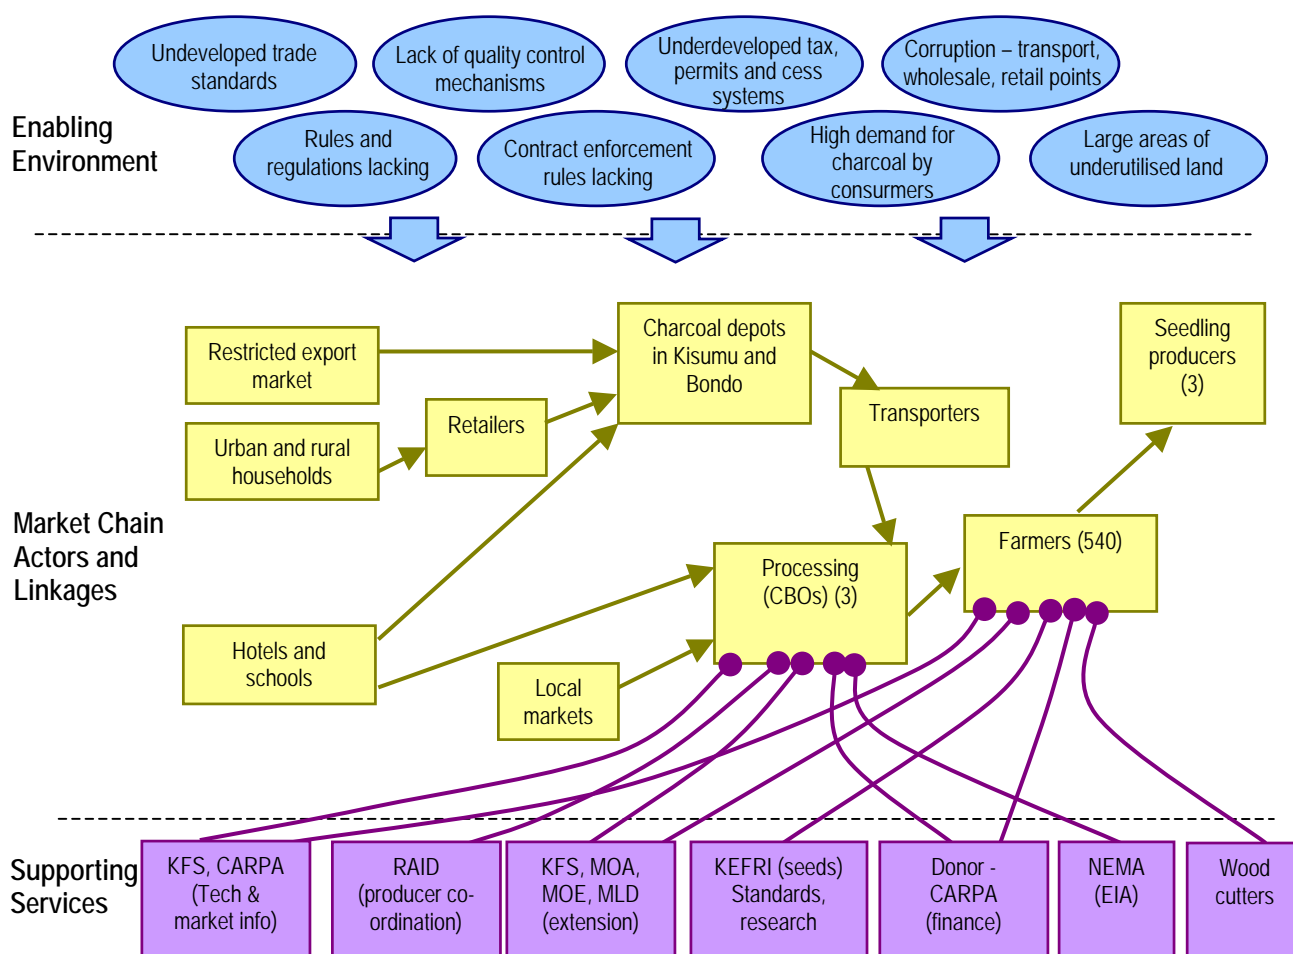 Undeveloped trade
standards
Lack of quality control
mechanisms
Underdeveloped tax,
permits and cess
systems
Corruption – transport,
wholesale, retail points
Enabling
Environment
Rules and
regulations lacking
Contract enforcement
rules lacking
High demand for
charcoal by
consurmers
Large areas of
underutilised land
Restricted export
market
Charcoal depots
in Kisumu and
Bondo
Seedling
producers
(3)
Retailers
Transporters
Urban and rural
households
Market Chain
Actors and
Linkages
Farmers (540)
Processing
(CBOs) (3)
Hotels and
schools
Local
markets
Supporting
Services
KFS, CARPA
(Tech &
market info)
RAID
(producer co-
ordination)
KFS, MOA,
MOE, MLD
(extension)
KEFRI (seeds)
Standards,
research
Donor -
CARPA
(finance)
NEMA
(EIA)
Wood
cutters